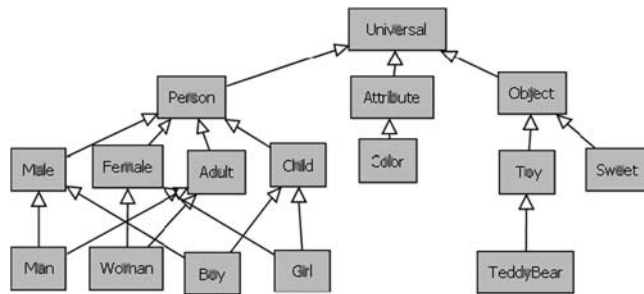 Universal
Person
Attribute
Object
Male
Female
Adult
Child
Color
Toy
Sweet
Man
Woman
Boy
Girl
TeddyBear